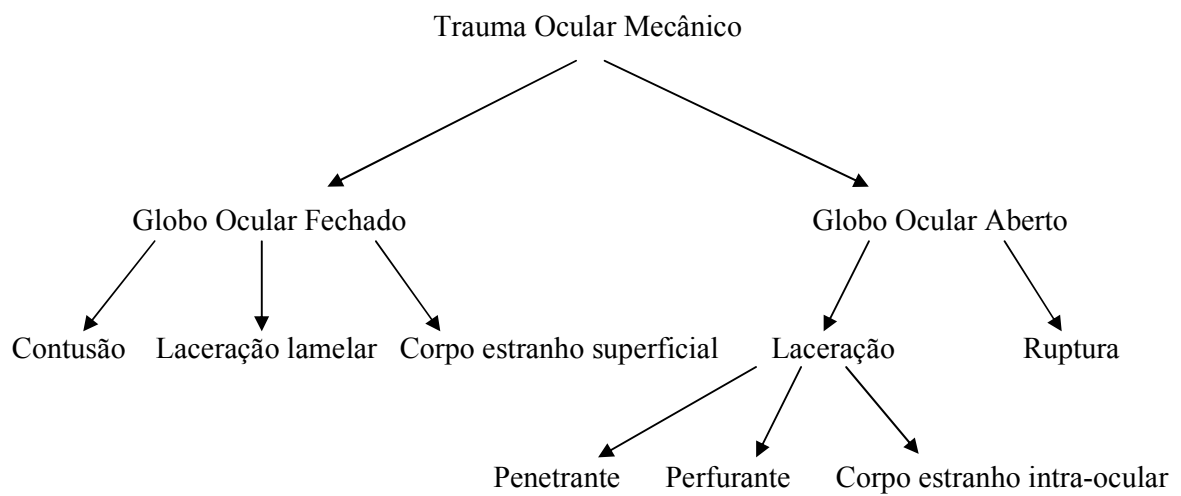 Trauma Ocular Mecânico
Globo Ocular Fechado Globo Ocular Aberto
Contusão Laceração lamelar Corpo estranho superficial Laceração Ruptura
Penetrante Perfurante Corpo estranho intra-ocular